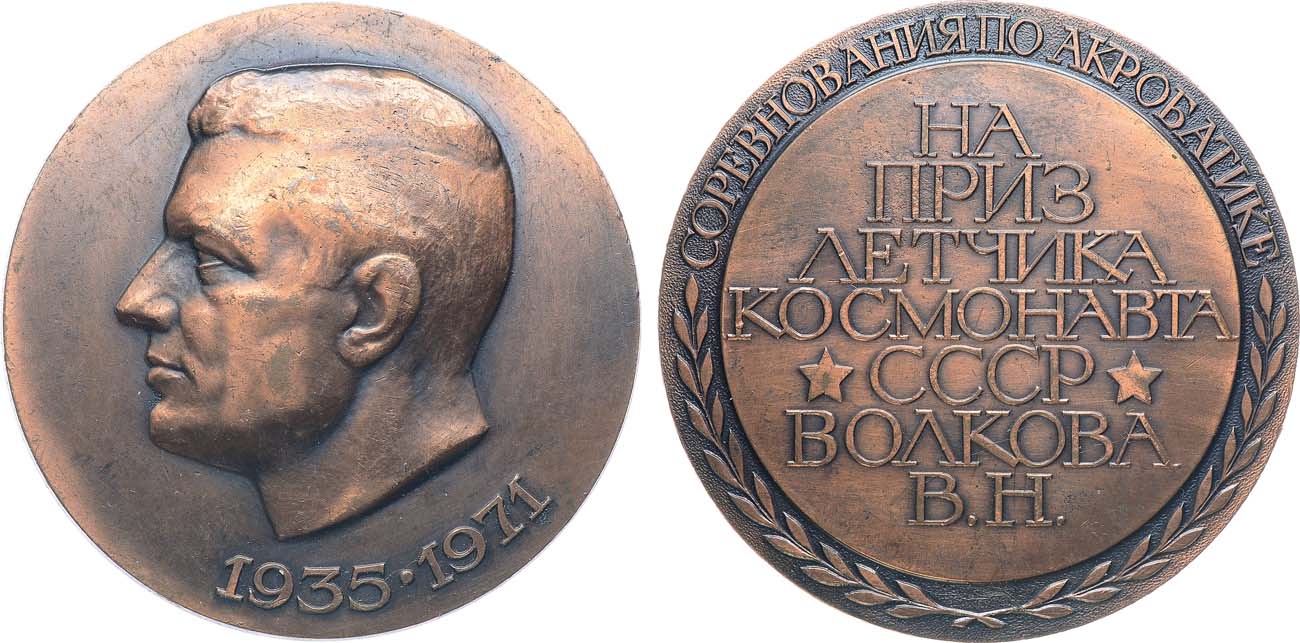 1935·1971
СОРЕВНОВАНИЯ ПО АКРОБАТИКЕ
НА
ПРИЗ
ЛЕТЧИКА
КОСМОНАВТА
СССР
ВОЛКОВА
В.Н.